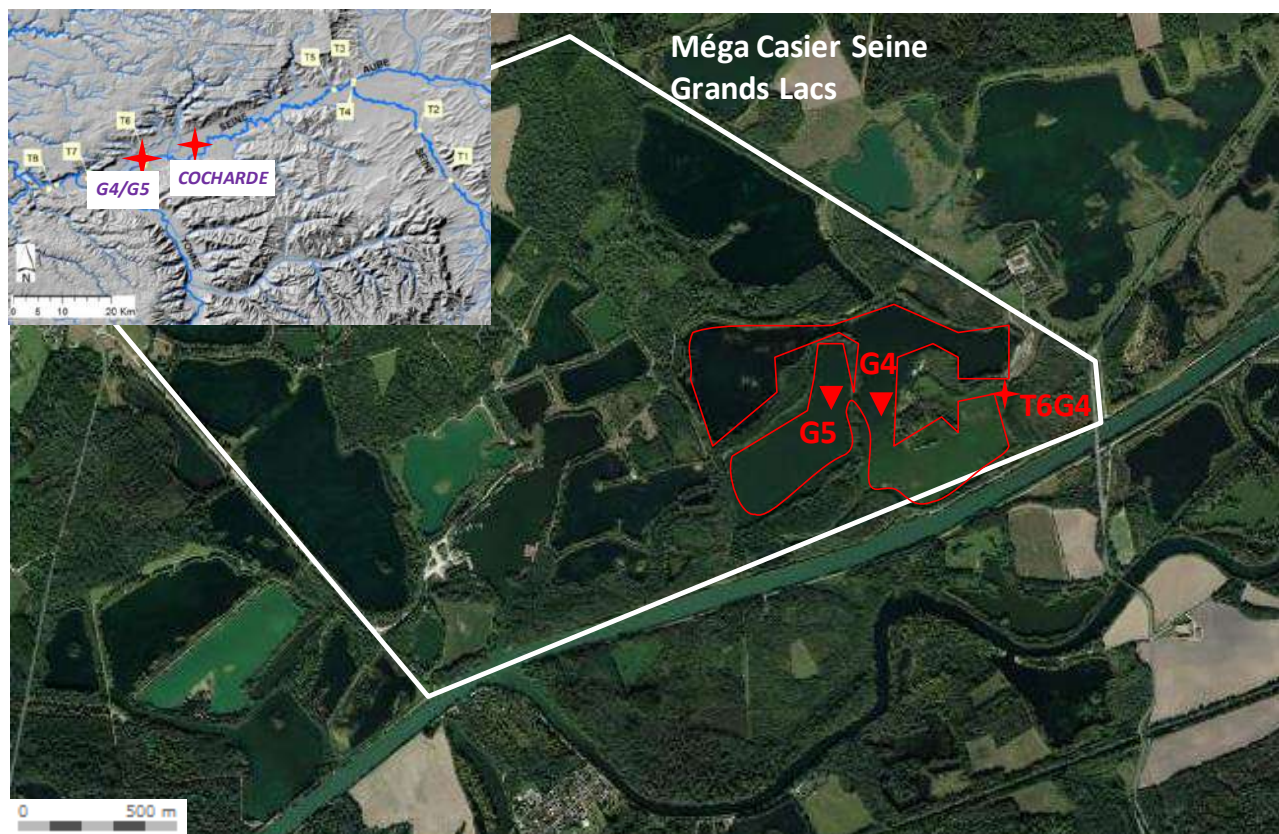 Méga Casier Seine
Grands Lacs
T5
T3
AUBE
T4
T2
T6
SEINE
SEINE
T1
T7
T8
G4/G5
COCHARDE
N
0 5 10 20 Km
G4
G5
T6G4
0 500 m